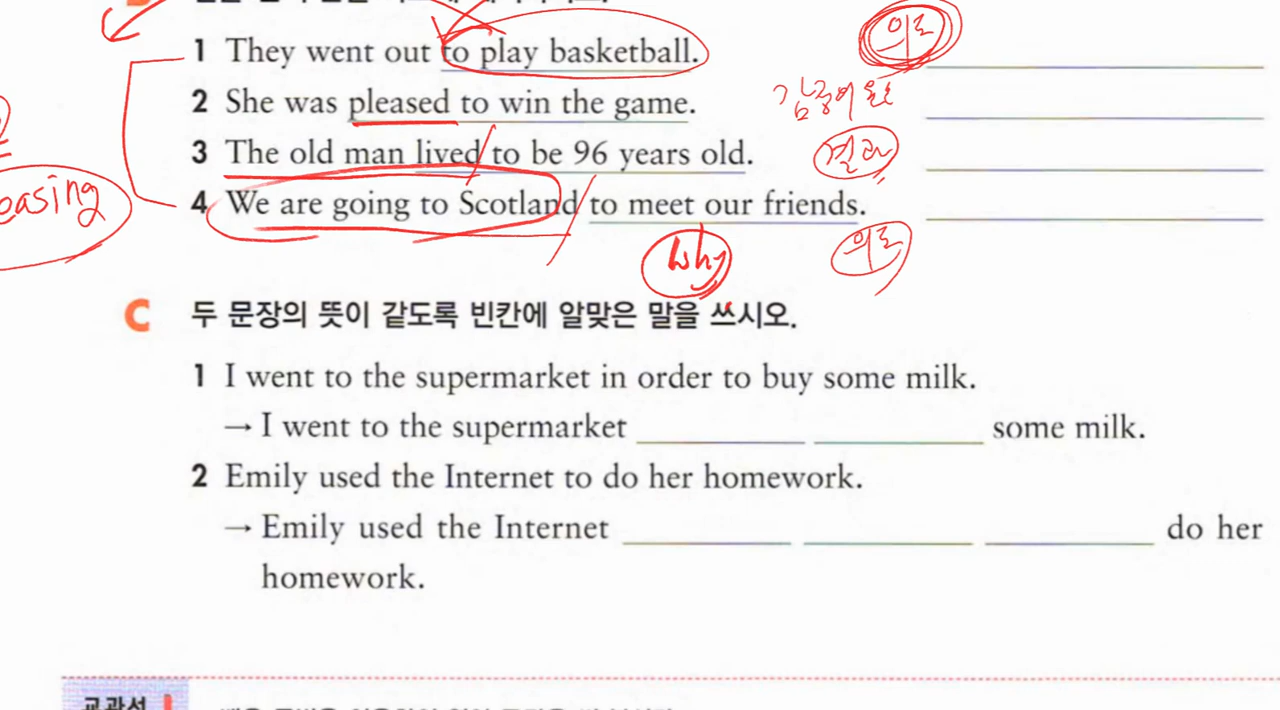 1 They went out to play basketball. 의도
2 She was pleased to win the game. 감정의 원인
3 The old man lived / to be 96 years old. 결과
easing
4 We are going to Scotland / to meet our friends.
why 의도
C 두 문장의 뜻이 같도록 빈칸에 알맞은 말을 쓰시오.
1 I went to the supermarket in order to buy some milk.
→ I went to the supermarket ____ ____ some milk.
2 Emily used the Internet to do her homework.
→ Emily used the Internet ____ ____ ____ do her
homework.